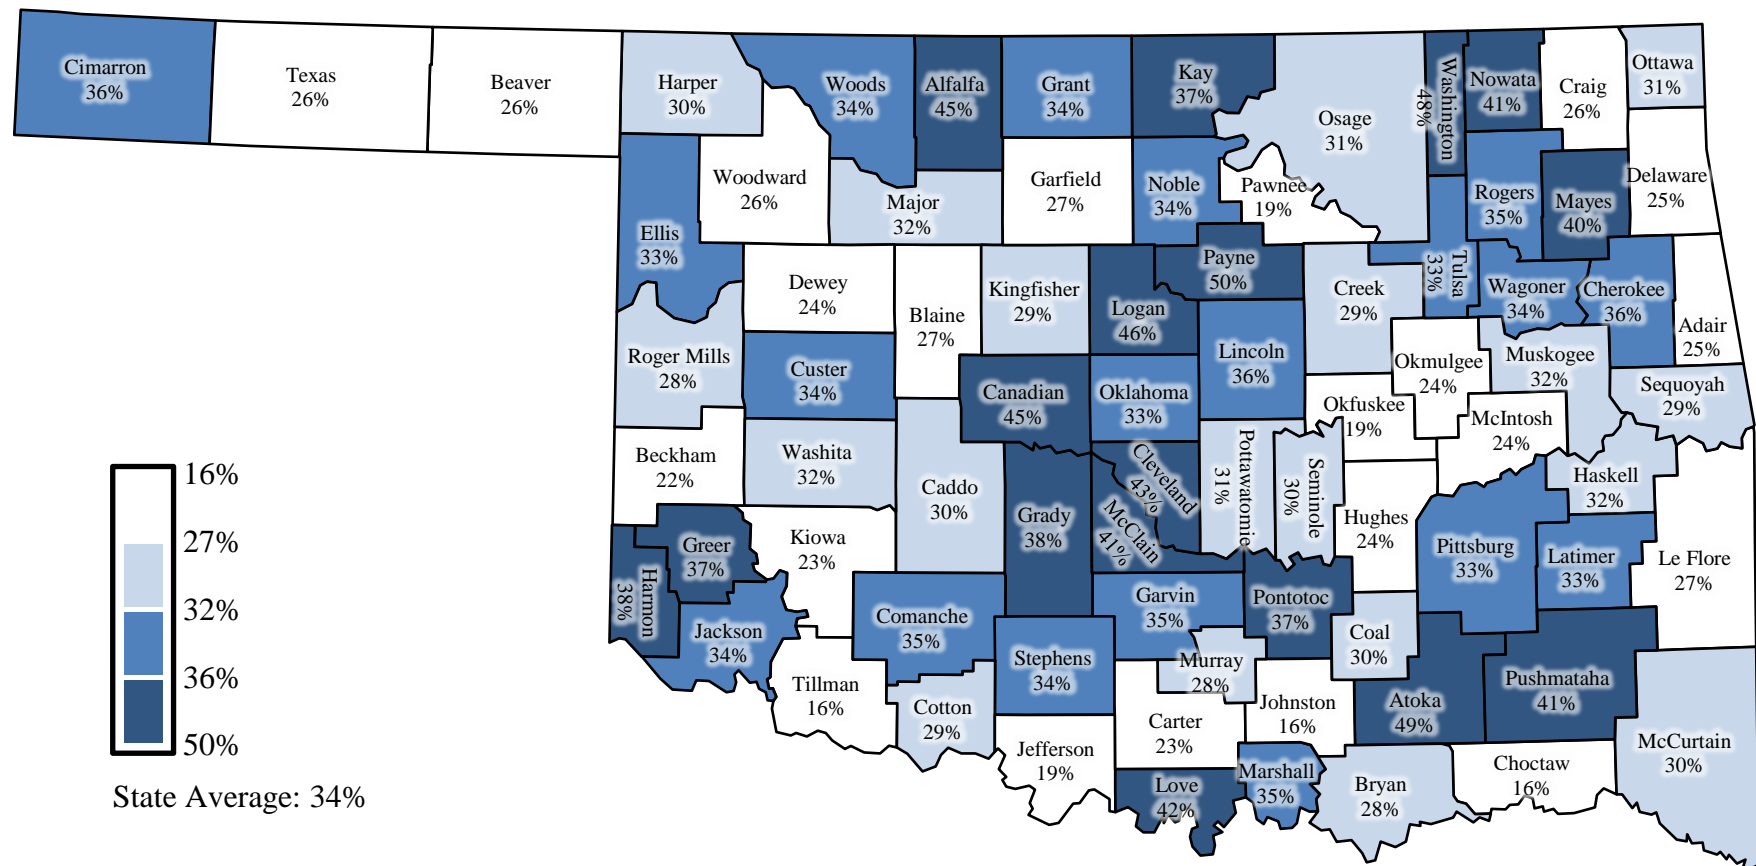 Cimarron
36%
Texas
26%
Beaver
26%
Harper
30%
Woods
34%
Alfalfa
45%
Grant
34%
Kay
37%
Osage
31%
Washington
48%
Nowata
41%
Craig
26%
Ottawa
31%
Woodward
26%
Major
32%
Garfield
27%
Noble
34%
Pawnee
19%
Rogers
35%
Mayes
40%
Delaware
25%
Ellis
33%
Dewey
24%
Blaine
27%
Kingfisher
29%
Logan
46%
Payne
50%
Creek
29%
Tulsa
33%
Wagoner
34%
Cherokee
36%
Adair
25%
Roger Mills
28%
Custer
34%
Canadian
45%
Oklahoma
33%
Lincoln
36%
Okmulgee
24%
Muskogee
32%
Sequoyah
29%
Okfuskee
19%
McIntosh
24%
Beckham
22%
Washita
32%
Caddo
30%
Grady
38%
Cleveland
43%
McClain
41%
Pottawatomie
31%
Seminole
30%
Hughes
24%
Haskell
32%
Pittsburg
33%
Latimer
33%
Le Flore
27%
Greer
37%
Harmon
38%
Kiowa
23%
Jackson
34%
Comanche
35%
Garvin
35%
Pontotoc
37%
Coal
30%
Stephens
34%
Murray
28%
Tillman
16%
Cotton
29%
Carter
23%
Johnston
16%
Atoka
49%
Pushmataha
41%
McCurtain
30%
Jefferson
19%
Love
42%
Marshall
35%
Bryan
28%
Choctaw
16%
16%
27%
32%
36%
50%
State Average: 34%